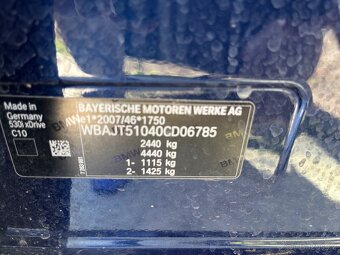 BAYERISCHE MOTOREN WERKE AG
Made in
Germany
530i xDrive
C10
e1*2007/46*1750
WBAJT51040CD06785
2440 kg
4440 kg
1- 1115 kg
2- 1425 kg